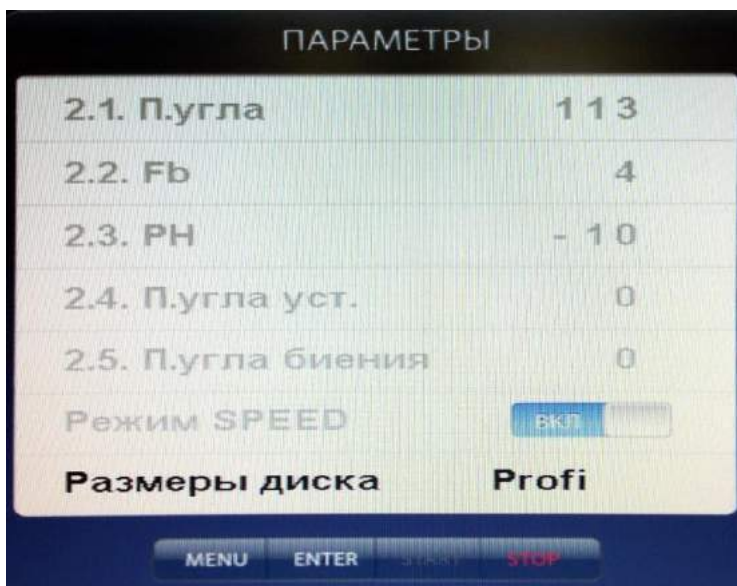 ПАРАМЕТРЫ
2.1. П.угла 113
2.2. Fb 4
2.3. PH - 10
2.4. П.угла уст. 0
2.5. П.угла биения 0
Режим SPEED ВКЛ
Размеры диска Profi
MENU ENTER START STOP